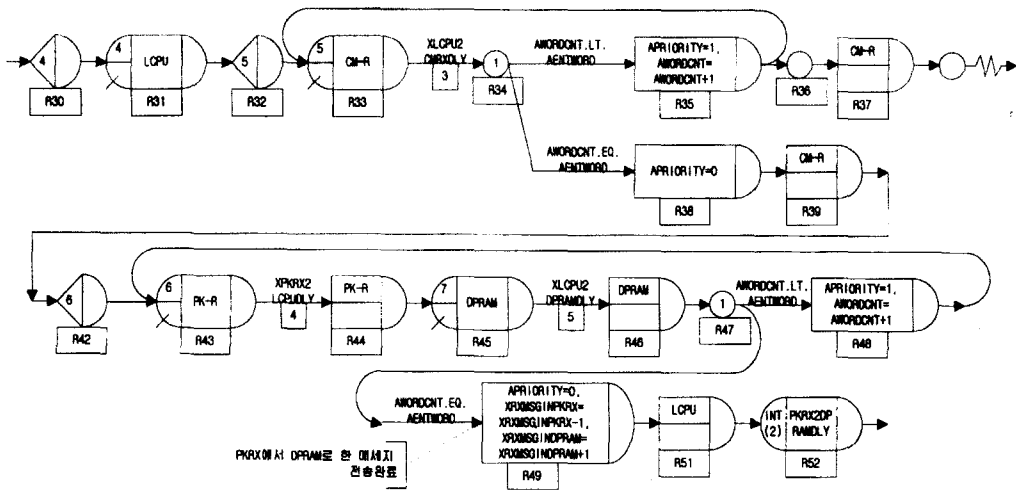 4
R30
4
LCPU
R31
5
R32
5
CM-R
R33
XLCPU2
CMRXDLY
3
1
R34
AWORDCNT.LT.
AENTWORD
APRIORITY=1,
AWORDCNT=
AWORDCNT+1
R35
R36
CM-R
R37
AWORDCNT.EQ.
AENTWORD
APRIORITY=0
R38
CM-R
R39
6
R42
6
PK-R
R43
XPKRX2
LCPUDLY
4
PK-R
R44
7
DPRAM
R45
XLCPU2
DPRAMDLY
5
DPRAM
R46
1
R47
AWORDCNT.LT.
AENTWORD
APRIORITY=1,
AWORDCNT=
AWORDCNT+1
R48
AWORDCNT.EQ.
AENTWORD
APRIORITY=0,
XRXMSGINPKRX=
XRXMSGINPKRX-1,
XRXMSGINDPRAM=
XRXMSGINDPRAM+1
R49
LCPU
R51
INT
(2)
PKRX2DP
RAMDLY
R52
PKRX에서 DPRAM로 한 메세지
전송완료